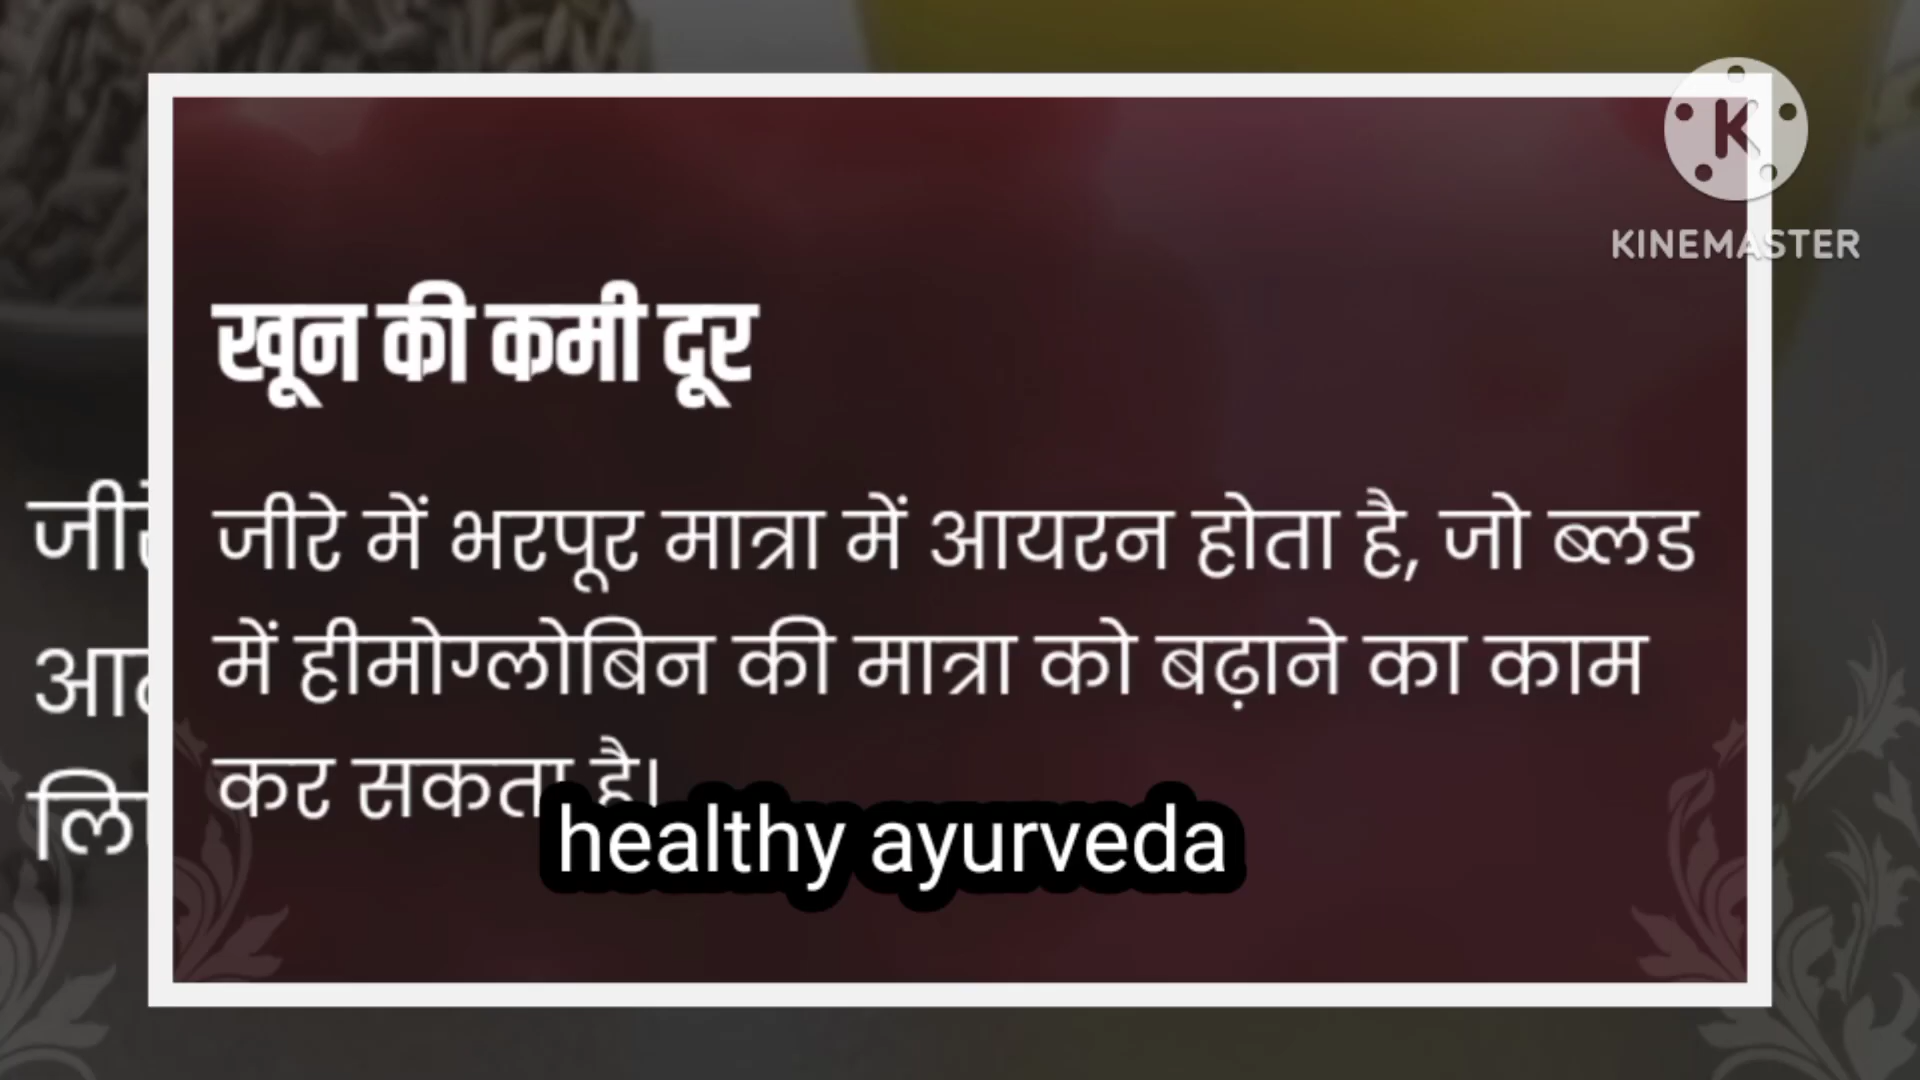 KINEMASTER
खून की कमी दूर
जीरे में भरपूर मात्रा में आयरन होता है, जो ब्लड
में हीमोग्लोबिन की मात्रा को बढ़ाने का काम
कर सकता है।
healthy ayurveda